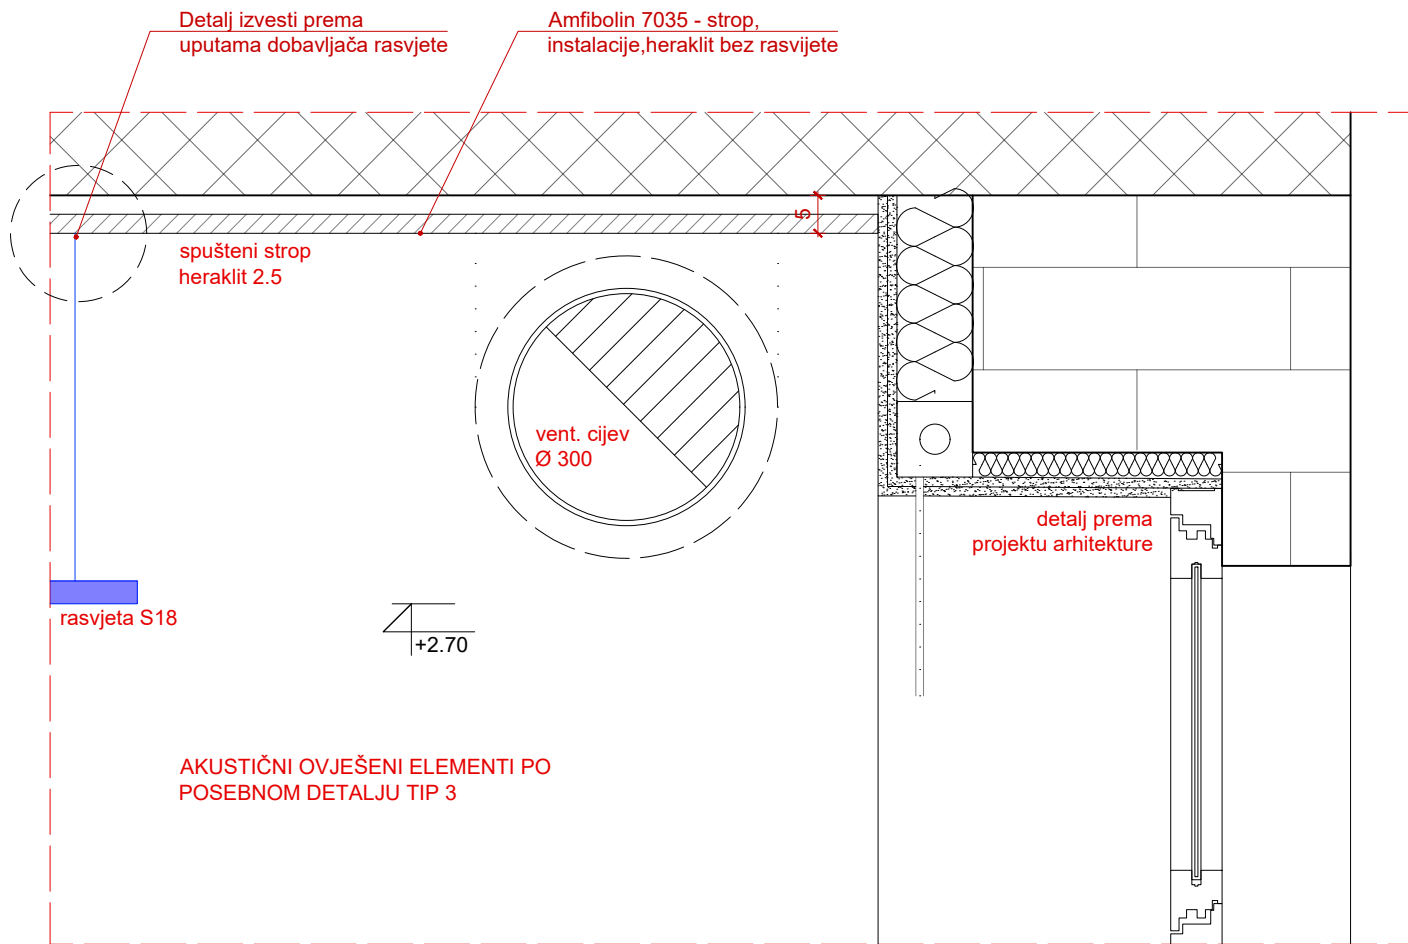 Detalj izvesti prema
uputama dobavljača rasvjete
Amfibolin 7035 - strop,
instalacije,heraklit bez rasvijete
5
spušteni strop
heraklit 2.5
vent. cijev
Ø 300
detalj prema
projektu arhitekture
rasvjeta S18
+2.70
AKUSTIČNI OVJEŠENI ELEMENTI PO
POSEBNOM DETALJU TIP 3